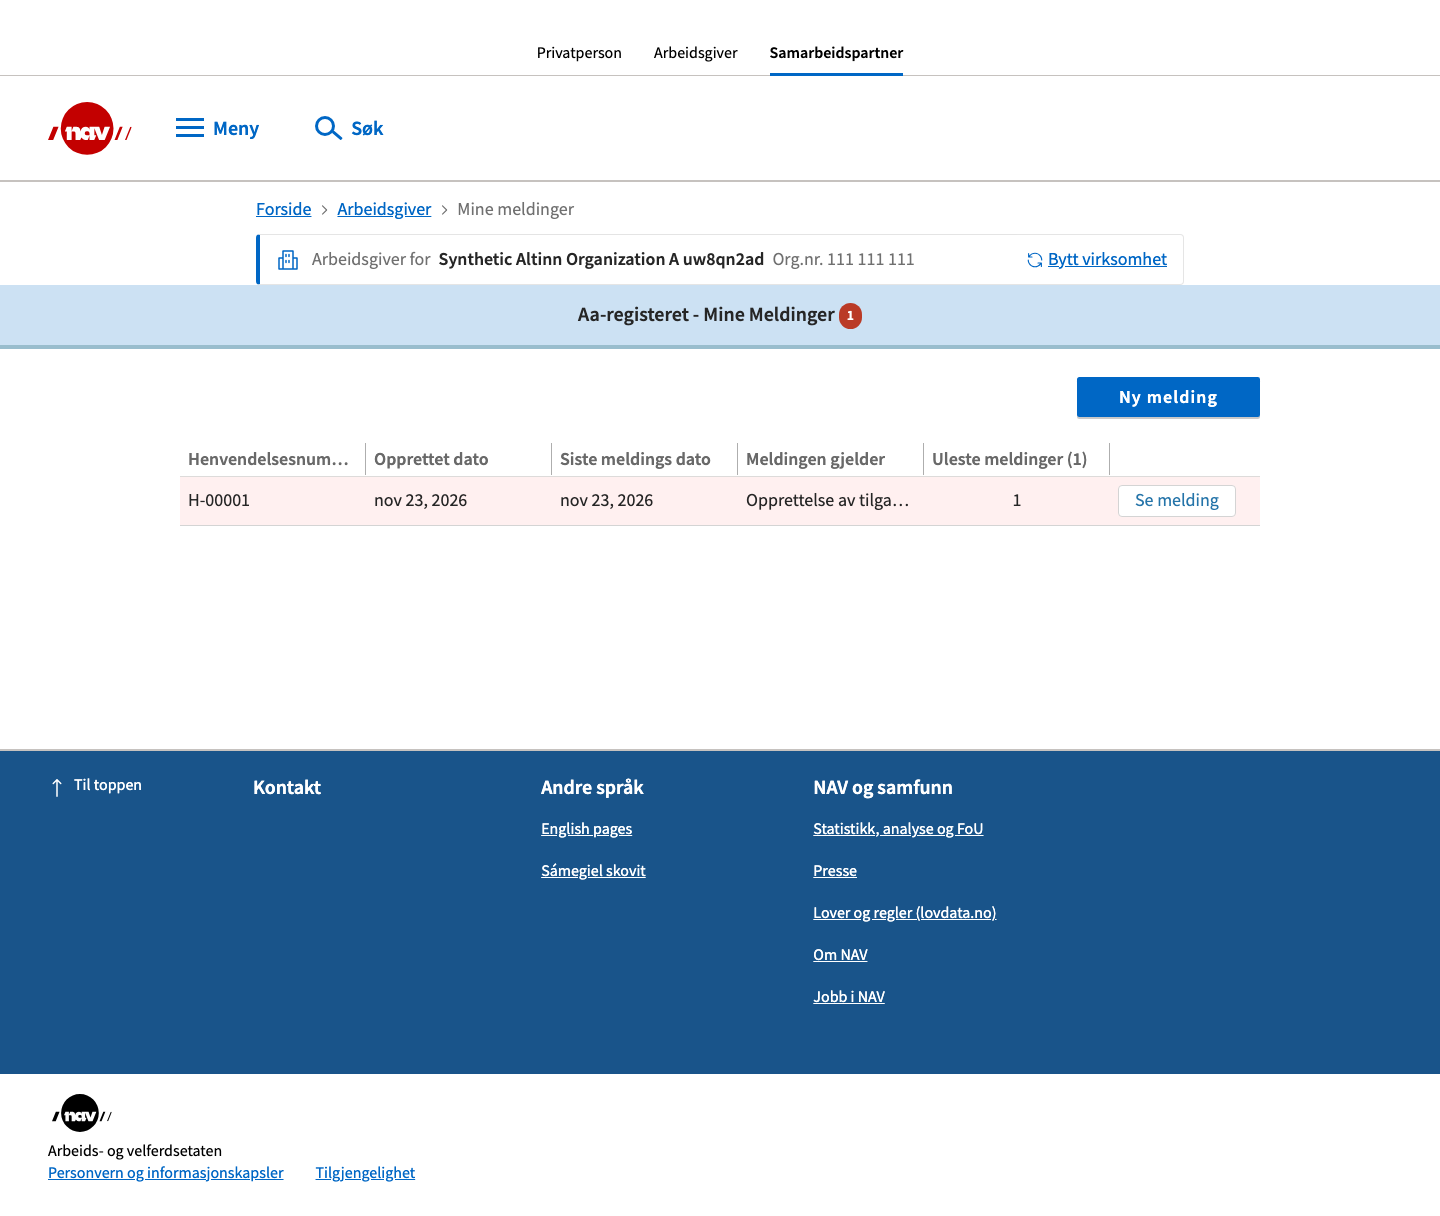 Privatperson Arbeidsgiver Samarbeidspartner
nav Meny Søk
Forside Arbeidsgiver Mine meldinger
Arbeidsgiver for Synthetic Altinn Organization A uw8qn2ad Org.nr. 111 111 111 Bytt virksomhet
Aa-registeret - Mine Meldinger 1
Ny melding
Henvendelsesnum... Opprettet dato Siste meldings dato Meldingen gjelder Uleste meldinger (1)
H-00001 nov 23, 2026 nov 23, 2026 Opprettelse av tilga... 1 Se melding
Til toppen Kontakt Andre språk NAV og samfunn
English pages Statistikk, analyse og FoU
Sámegiel skovit Presse
Lover og regler (lovdata.no)
Om NAV
Jobb i NAV
nav
Arbeids- og velferdsetaten
Personvern og informasjonskapsler Tilgjengelighet